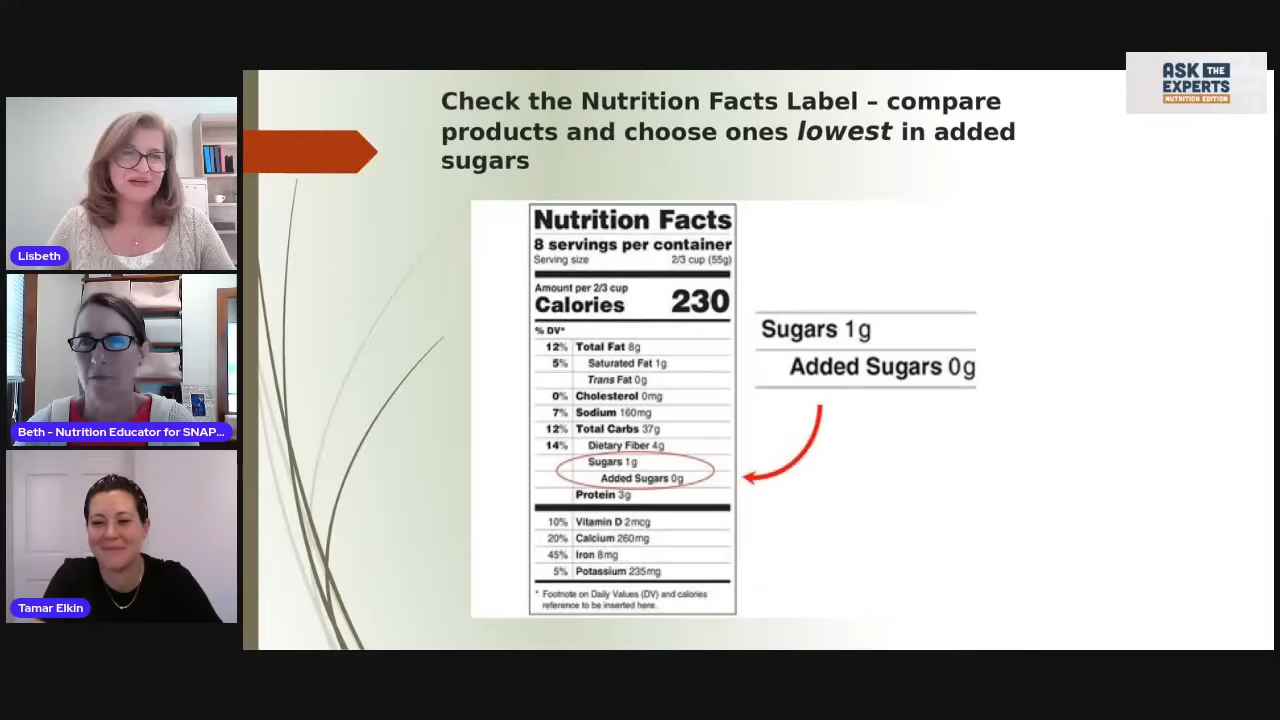 ASK THE
EXPERTS
NUTRITION EDITION
Check the Nutrition Facts Label – compare
products and choose ones lowest in added
sugars
Lisbeth
Beth - Nutrition Educator for SNAP...
Tamar Elkin
Nutrition Facts
8 servings per container
Serving size 2/3 cup (55g)
Amount per 2/3 cup
Calories 230
% DV*
12% Total Fat 8g
5% Saturated Fat 1g
Trans Fat 0g
0% Cholesterol 0mg
7% Sodium 160mg
12% Total Carbs 37g
14% Dietary Fiber 4g
Sugars 1g
Added Sugars 0g
Protein 3g
10% Vitamin D 2mcg
20% Calcium 260mg
45% Iron 8mg
5% Potassium 235mg
* Footnote on Daily Values (DV) and calories
reference to be inserted here.
Sugars 1g
Added Sugars 0g